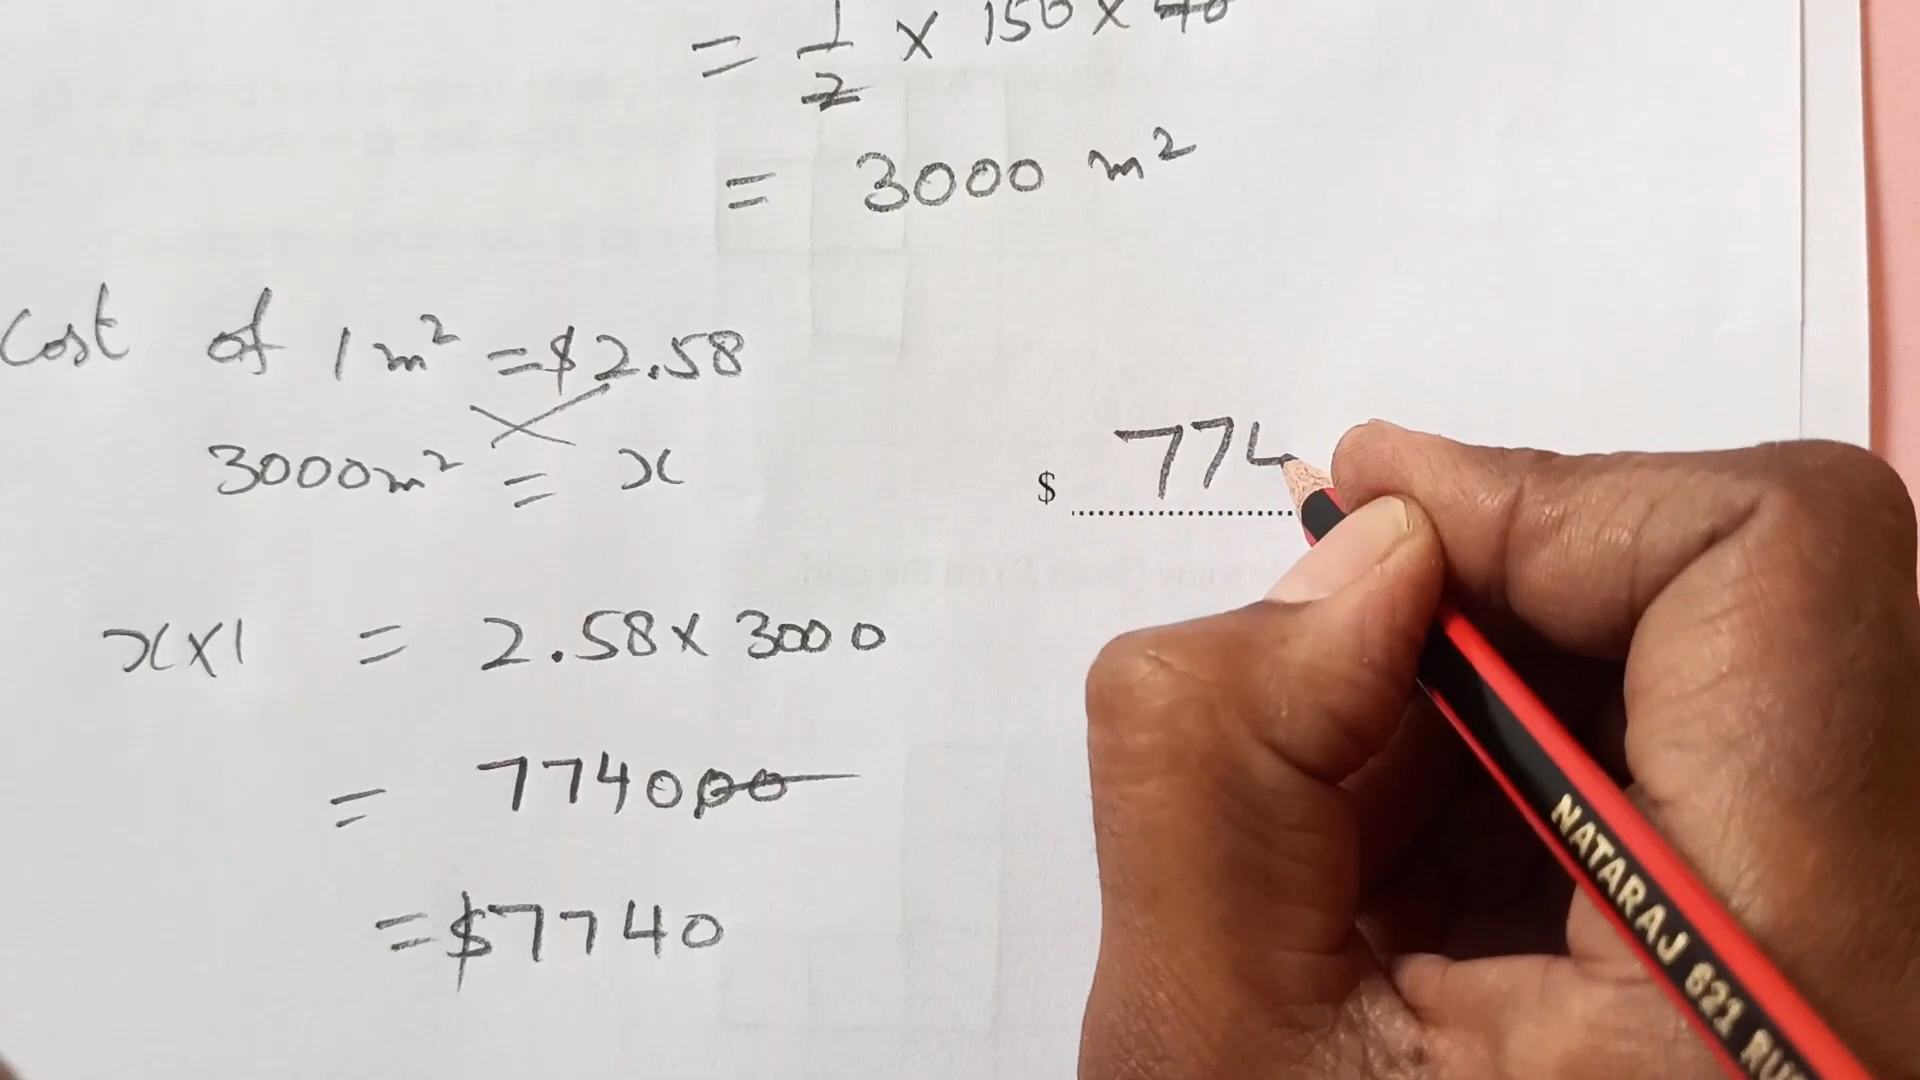 = 1/2 × 150 × 40
= 3000 m²
Cost of 1 m² = $2.58
3000m² = x
$ 774
x×1 = 2.58 × 3000
= 774000
= $7740
NATARAJ 621